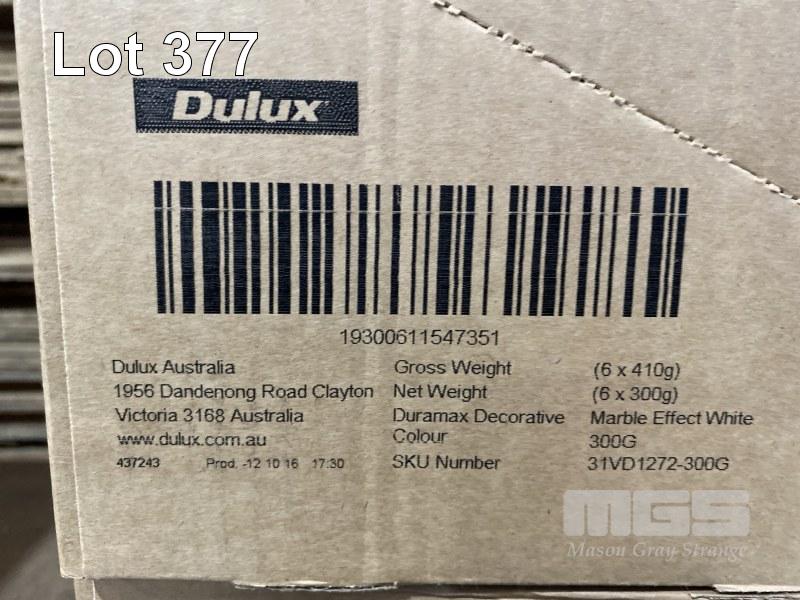 Lot 377
Dulux
19300611547351
Dulux Australia
1956 Dandenong Road Clayton
Victoria 3168 Australia
www.dulux.com.au
437243 Prod. -12 10 16 17:30
Gross Weight (6 x 410g)
Net Weight (6 x 300g)
Duramax Decorative Colour Marble Effect White 300G
SKU Number 31VD1272-300G
MGS
Mason Gray Strange